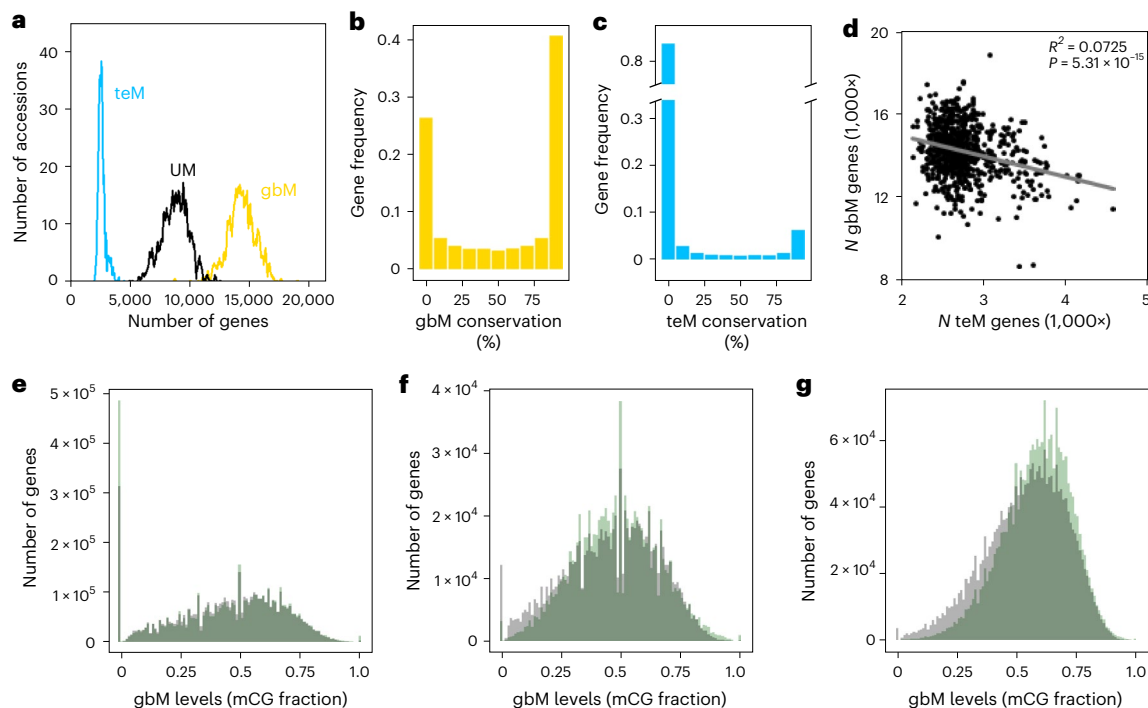 a
Number of accessions
40
30
20
10
0
teM
UM
gbM
0
5,000
10,000
15,000
20,000
Number of genes
b
Gene frequency
0.4
0.3
0.2
0.1
0
0
25
50
75
gbM conservation
(%)
c
Gene frequency
0.8
0.3
0.2
0.1
0
0
25
50
75
teM conservation
(%)
d
N gbM genes (1,000×)
20
16
12
8
R² = 0.0725
P = 5.31 × 10⁻¹⁵
2
3
4
5
N teM genes (1,000×)
e
Number of genes
5 × 10⁵
4 × 10⁵
3 × 10⁵
2 × 10⁵
1 × 10⁵
0
0
0.25
0.5
0.75
1.0
gbM levels (mCG fraction)
f
Number of genes
4 × 10⁴
3 × 10⁴
2 × 10⁴
1 × 10⁴
0
0
0.25
0.5
0.75
1.0
gbM levels (mCG fraction)
g
Number of genes
6 × 10⁴
4 × 10⁴
2 × 10⁴
0
0
0.25
0.5
0.75
1.0
gbM levels (mCG fraction)